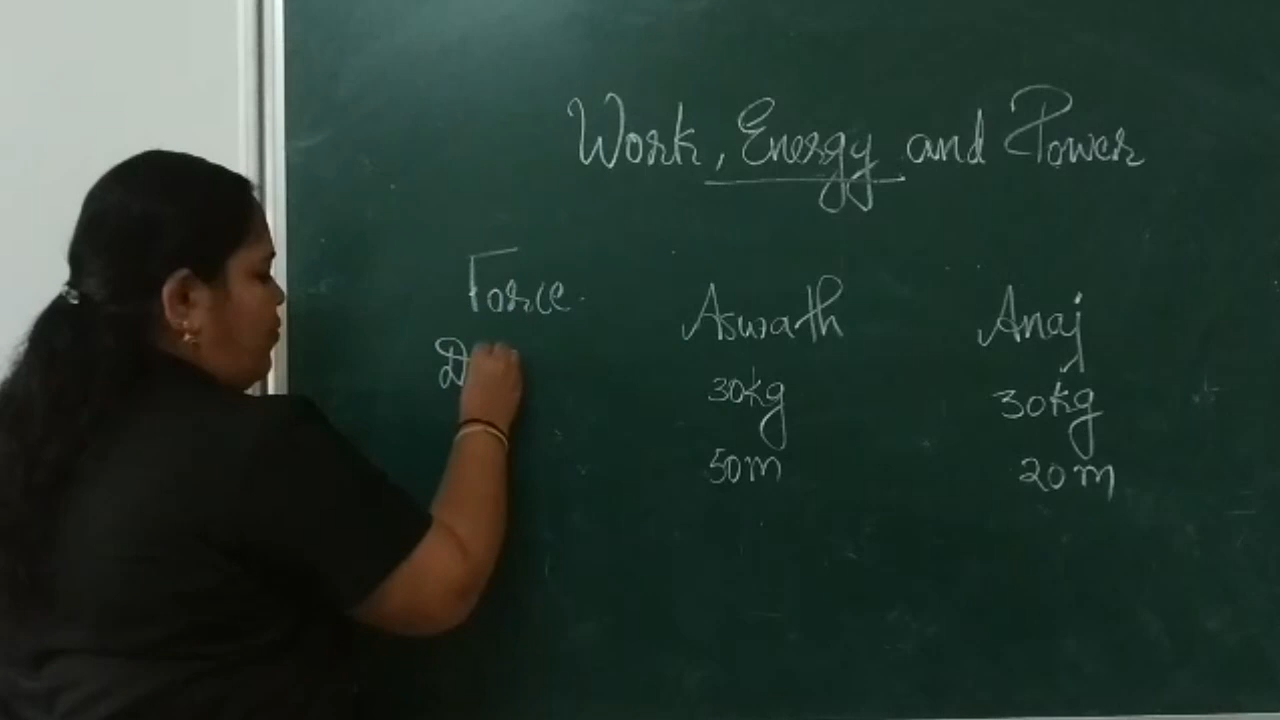 Work, Energy and Power
Force
Aswath
Anaj
D
30kg
30kg
50m
20m